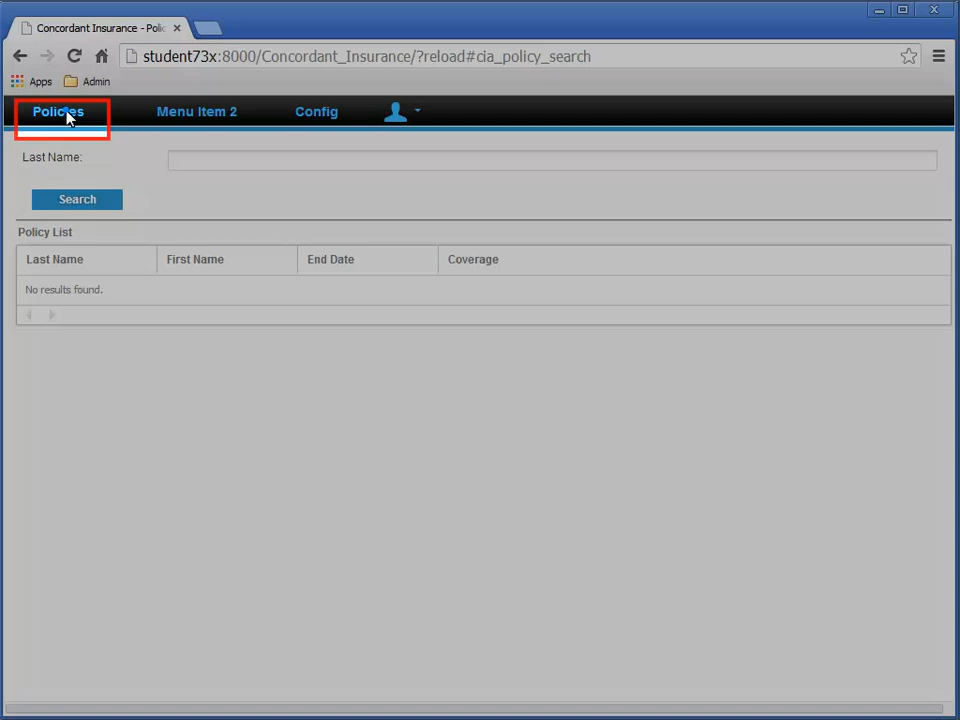 Concordant Insurance - Polic
student73x:8000/Concordant_Insurance/?reload#cia_policy_search
Apps Admin
Policies Menu Item 2 Config
Last Name:
Search
Policy List
Last Name First Name End Date Coverage
No results found.